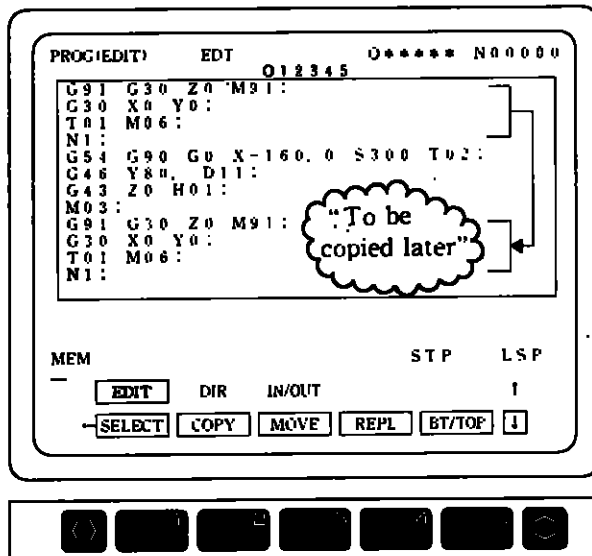 PROG(EDIT) EDT O***** N00000
O12345
G91 G30 Z0 M91:
G30 X0 Y0:
T01 M06:
N1:
G54 G90 G0 X-160.0 S300 T02:
G46 Y80. D11:
G43 Z0 H01:
M03:
G91 G30 Z0 M91:
G30 X0 Y0:
T01 M06:
N1:
"To be
copied later"
MEM STP LSP
EDIT DIR IN/OUT ↑
←SELECT COPY MOVE REPL BT/TOP ↓